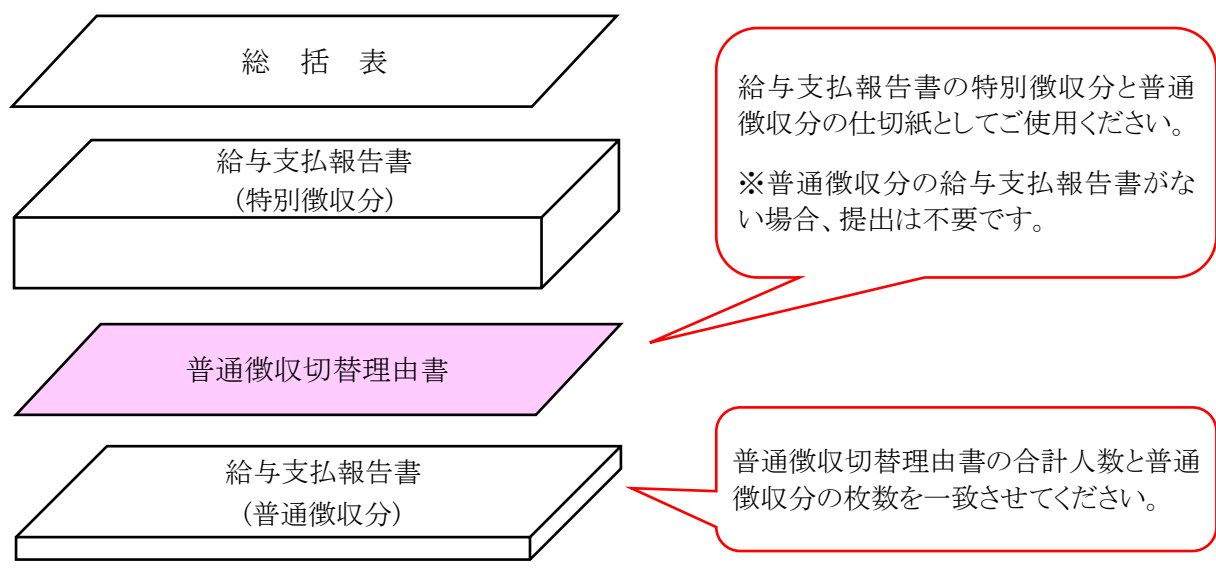 総　括　表
給与支払報告書の特別徴収分と普通
徴収分の仕切紙としてご使用ください。
※普通徴収分の給与支払報告書がな
い場合、提出は不要です。
給与支払報告書
(特別徴収分)
普通徴収切替理由書
給与支払報告書
(普通徴収分)
普通徴収切替理由書の合計人数と普通
徴収分の枚数を一致させてください。